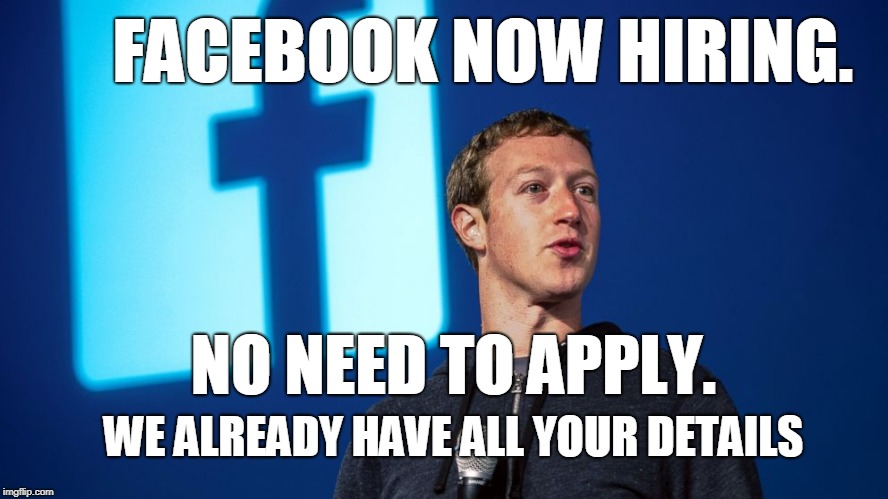 FACEBOOK NOW HIRING.
NO NEED TO APPLY.
WE ALREADY HAVE ALL YOUR DETAILS
imgflip.com